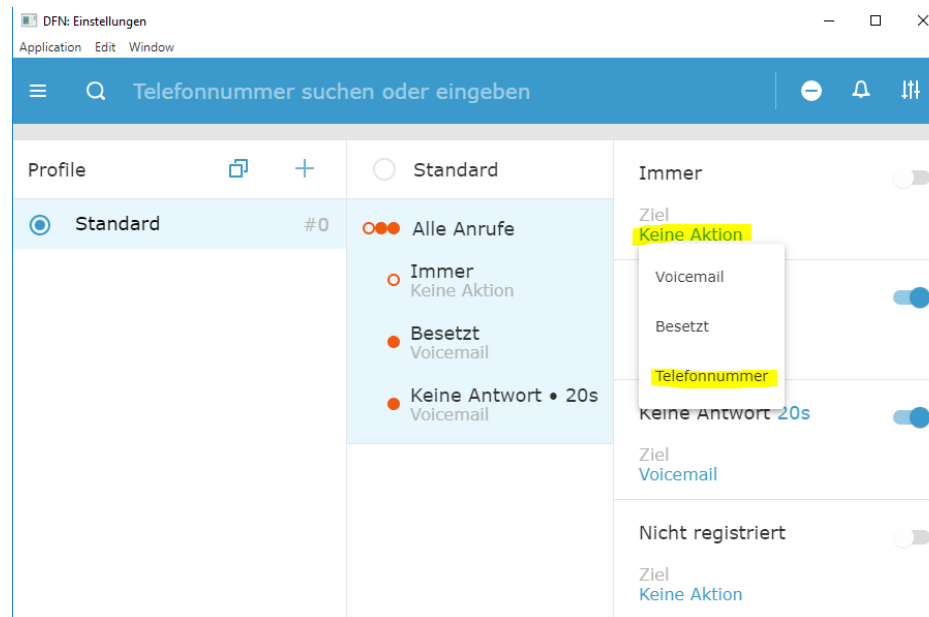 DFN: Einstellungen
Application Edit Window
Telefonnummer suchen oder eingeben
Profile
Standard #0
Standard
Alle Anrufe
Immer
Keine Aktion
Besetzt
Voicemail
Keine Antwort • 20s
Voicemail
Immer
Ziel
Keine Aktion
Voicemail
Besetzt
Telefonnummer
Keine Antwort 20s
Ziel
Voicemail
Nicht registriert
Ziel
Keine Aktion